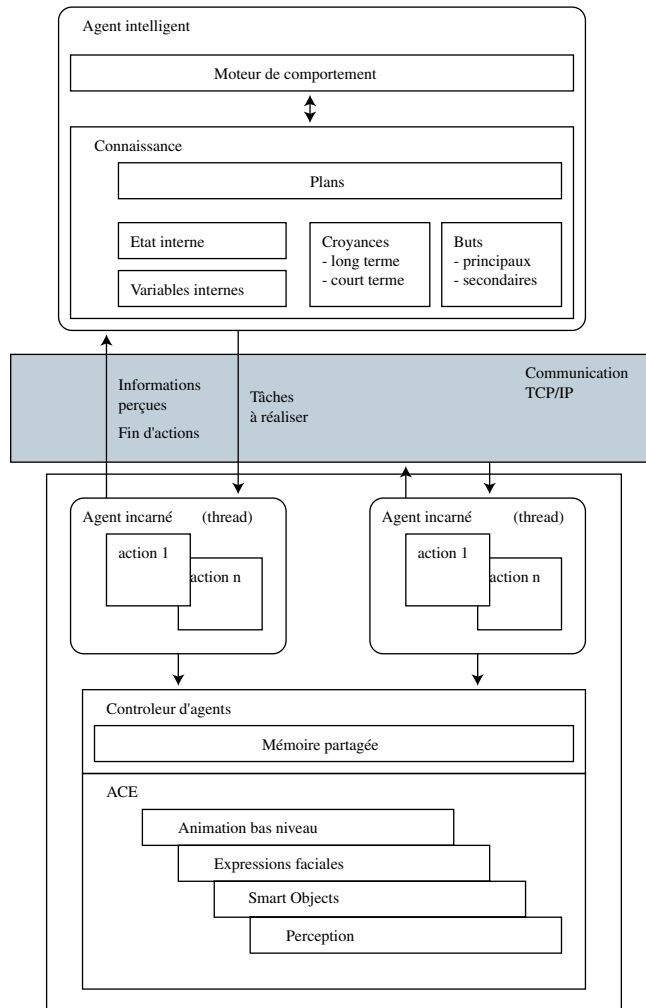 Agent intelligent
Moteur de comportement
Connaissance
Plans
Etat interne
Variables internes
Croyances
- long terme
- court terme
Buts
- principaux
- secondaires
Informations
perçues
Fin d'actions
Tâches
à réaliser
Communication
TCP/IP
Agent incarné (thread)
action 1
action n
Agent incarné (thread)
action 1
action n
Controleur d'agents
Mémoire partagée
ACE
Animation bas niveau
Expressions faciales
Smart Objects
Perception